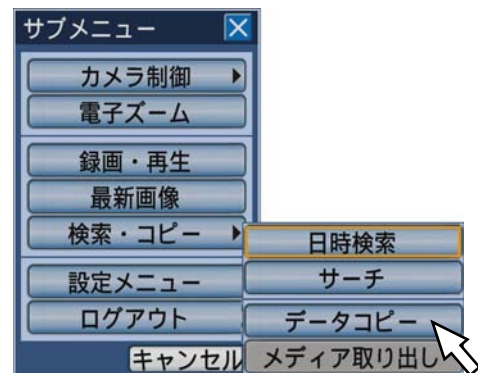 サブメニュー
カメラ制御
電子ズーム
録画・再生
最新画像
検索・コピー
設定メニュー
ログアウト
キャンセル
日時検索
サーチ
データコピー
メディア取り出し